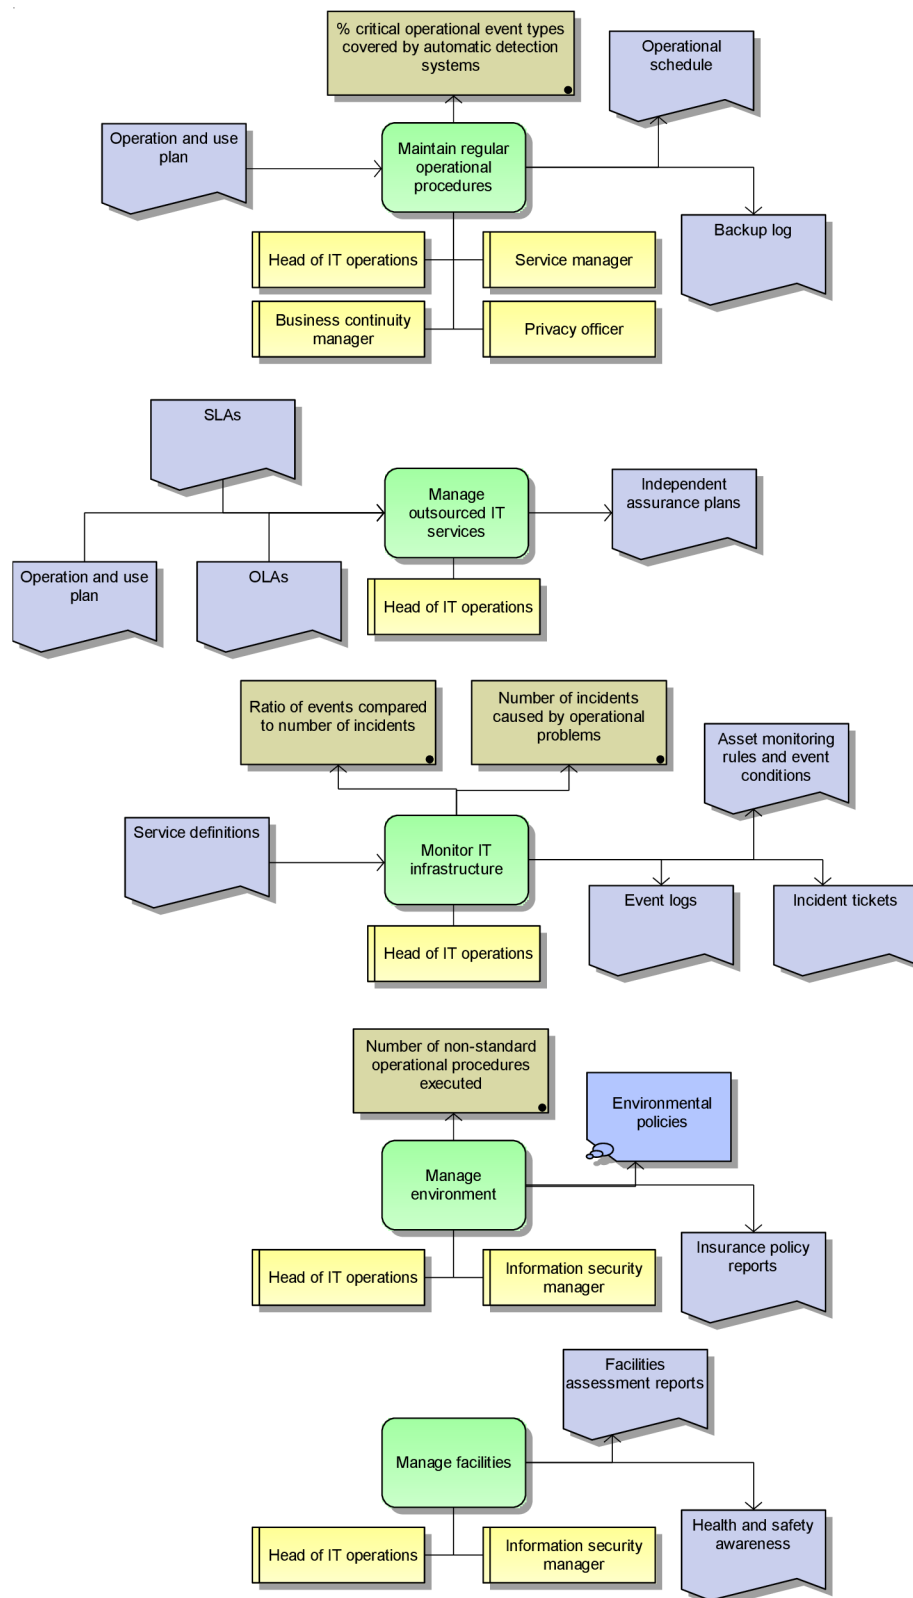 % critical operational event types
covered by automatic detection
systems
Operational
schedule
Operation and use
plan
Maintain regular
operational
procedures
Backup log
Head of IT operations
Service manager
Business continuity
manager
Privacy officer
SLAs
Manage
outsourced IT
services
Independent
assurance plans
Operation and use
plan
OLAs
Head of IT operations
Ratio of events compared
to number of incidents
Number of incidents
caused by operational
problems
Asset monitoring
rules and event
conditions
Service definitions
Monitor IT
infrastructure
Event logs
Incident tickets
Head of IT operations
Number of non-standard
operational procedures
executed
Environmental
policies
Manage
environment
Insurance policy
reports
Head of IT operations
Information security
manager
Facilities
assessment reports
Manage facilities
Health and safety
awareness
Head of IT operations
Information security
manager